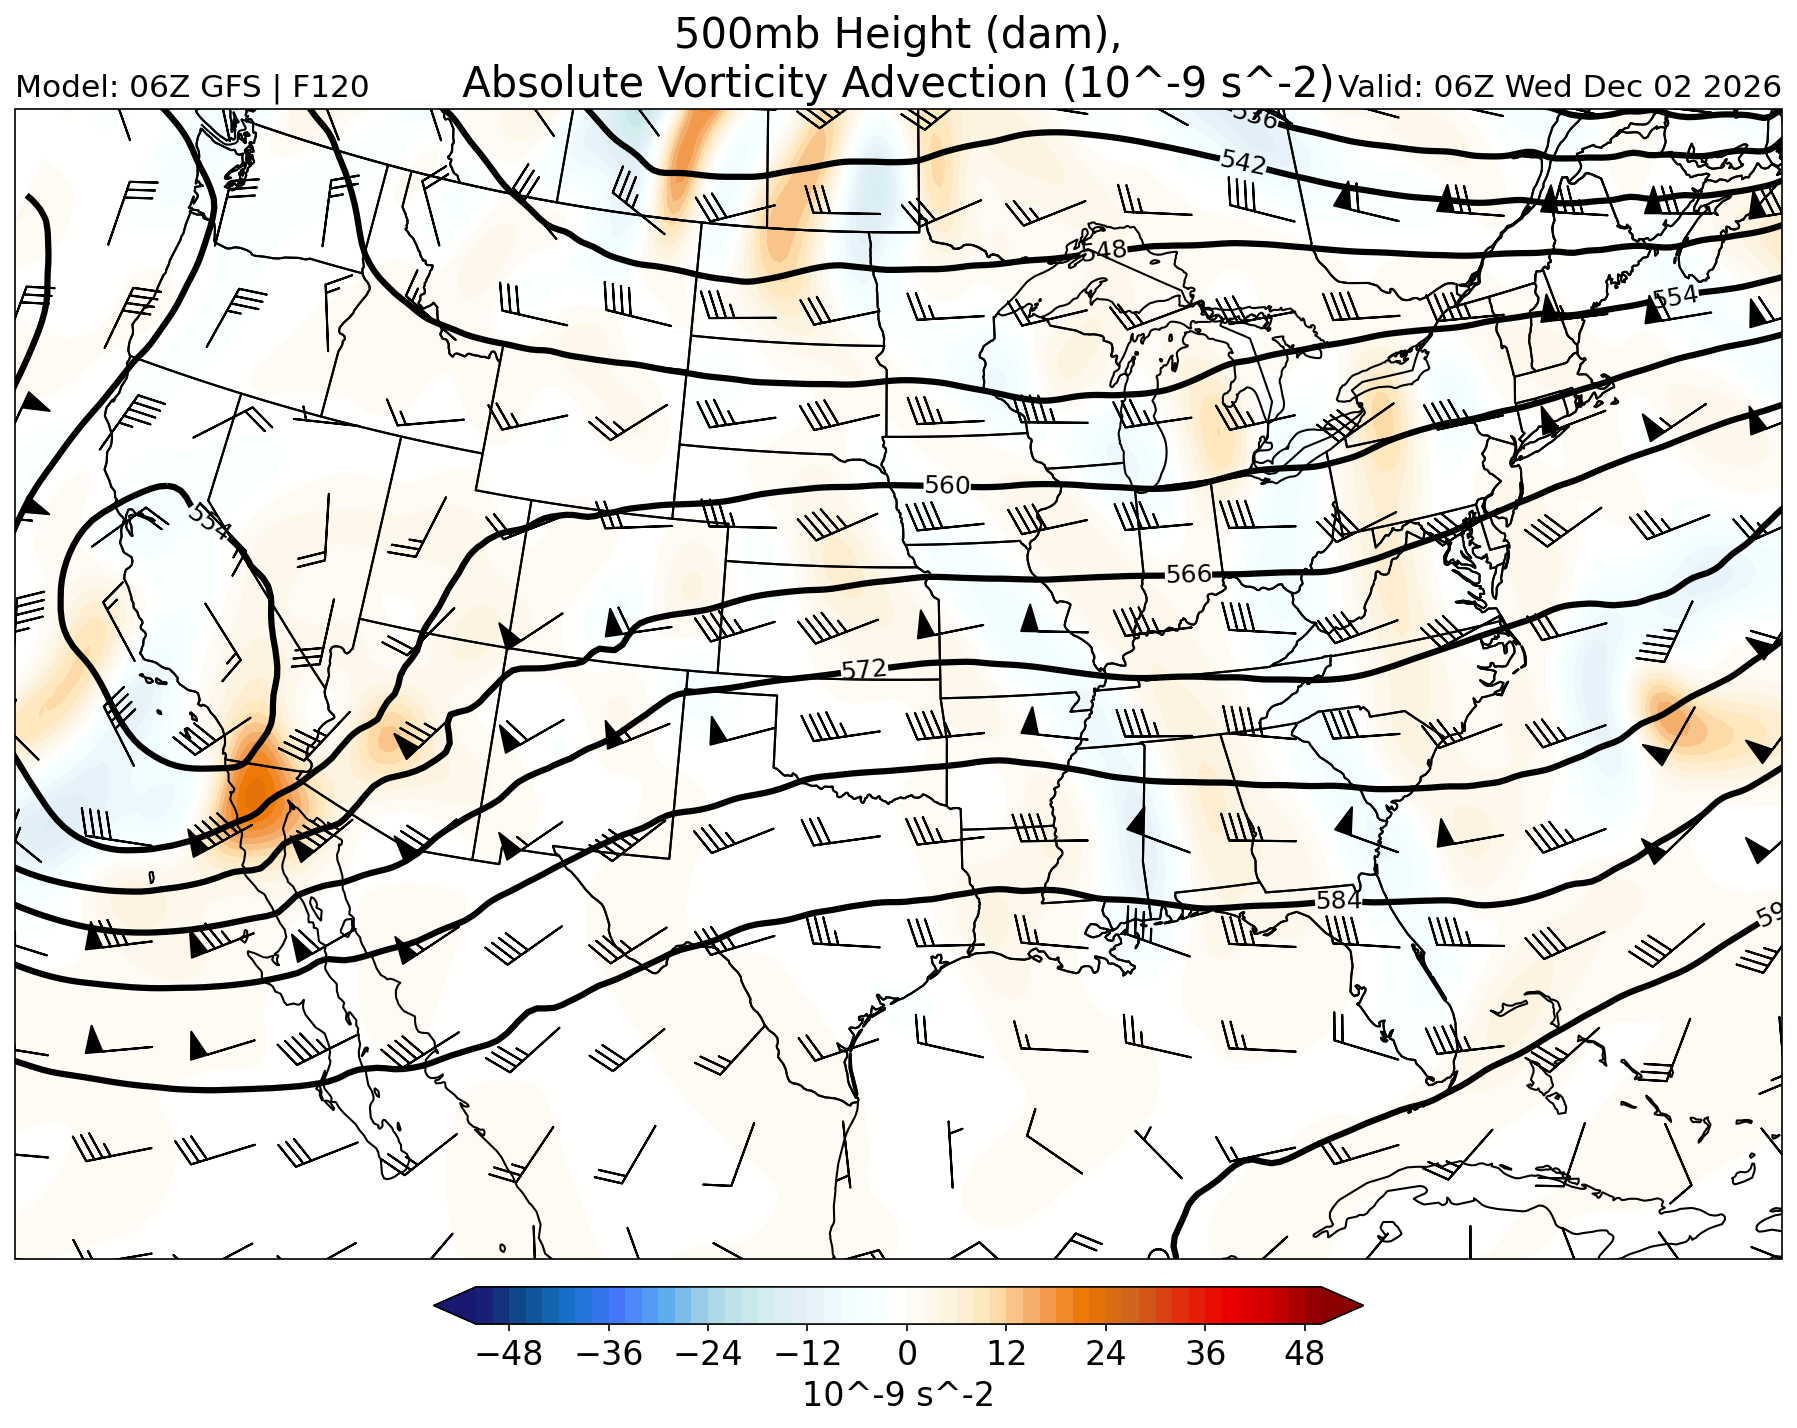 500mb Height (dam),
Model: 06Z GFS | F120
Absolute Vorticity Advection (10^-9 s^-2)
Valid: 06Z Wed Dec 02 2026
536
542
548
554
560
554
566
572
584
59
−48 −36 −24 −12 0 12 24 36 48
10^-9 s^-2